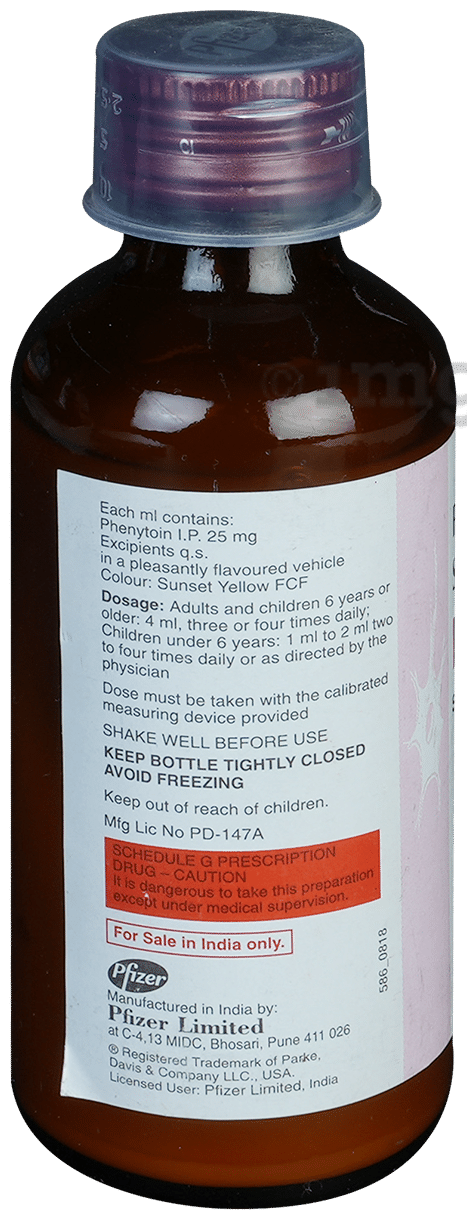 Pfizer
2.5
5
10
©1mg
Each ml contains:
Phenytoin I.P. 25 mg
Excipients q.s.
in a pleasantly flavoured vehicle
Colour: Sunset Yellow FCF
Dosage: Adults and children 6 years or
older: 4 ml, three or four times daily;
Children under 6 years: 1 ml to 2 ml two
to four times daily or as directed by the
physician
Dose must be taken with the calibrated
measuring device provided
SHAKE WELL BEFORE USE
KEEP BOTTLE TIGHTLY CLOSED
AVOID FREEZING
Keep out of reach of children.
Mfg Lic No PD-147A
SCHEDULE G PRESCRIPTION
DRUG – CAUTION
It is dangerous to take this preparation
except under medical supervision.
For Sale in India only.
586_0818
Pfizer
Manufactured in India by:
Pfizer Limited
at C-4,13 MIDC, Bhosari, Pune 411 026
® Registered Trademark of Parke,
Davis & Company LLC., USA.
Licensed User: Pfizer Limited, India